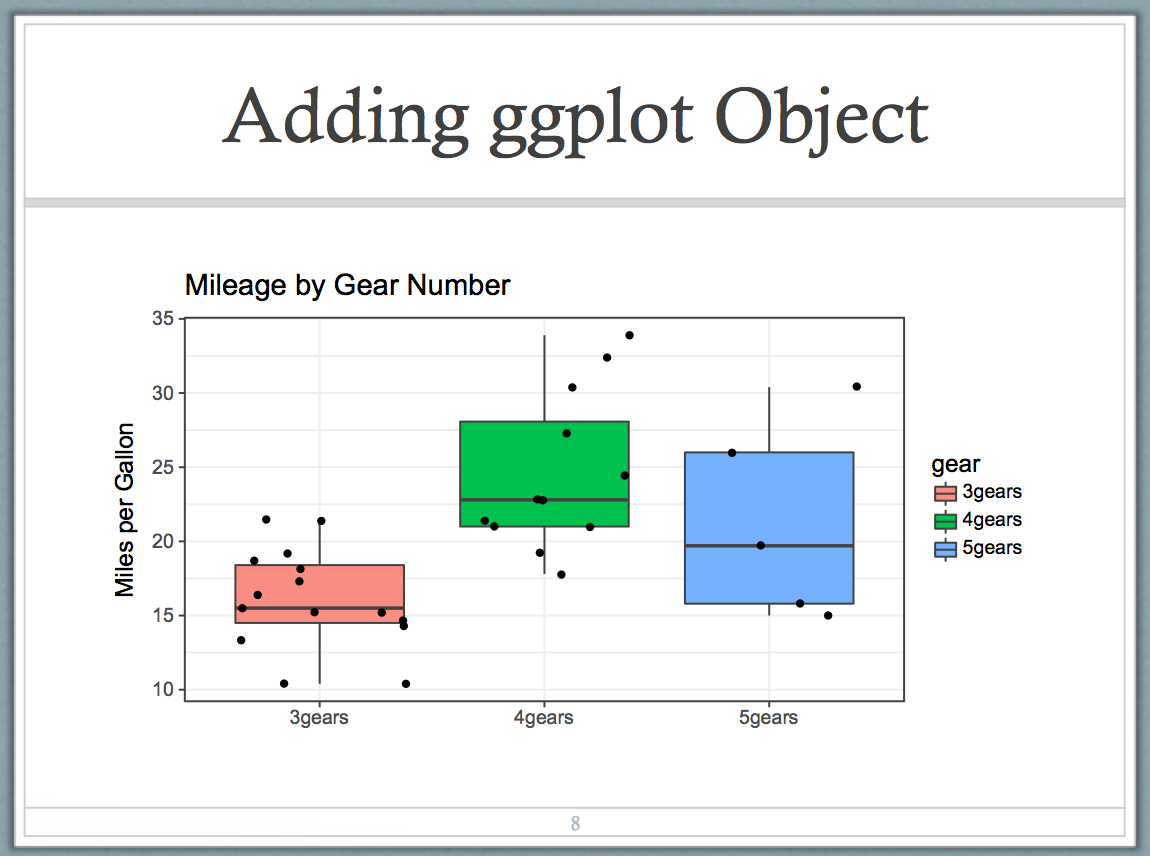 Adding ggplot Object
Mileage by Gear Number
Miles per Gallon
35
30
25
20
15
10
3gears
4gears
5gears
gear
3gears
4gears
5gears
8